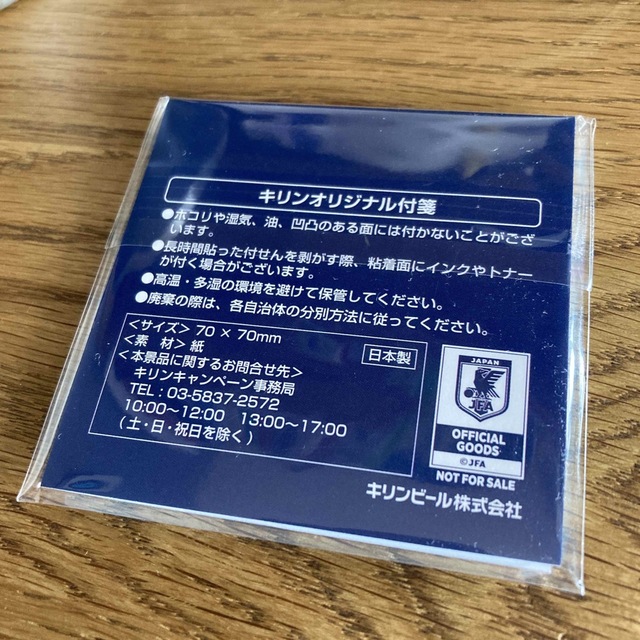 キリンオリジナル付箋
●ホコリや湿気、油、凹凸のある面には付かないことがござ
います。
●長時間貼った付せんを剥がす際、粘着面にインクやトナー
が付く場合がございます。
●高温・多湿の環境を避けて保管してください。
●廃棄の際は、各自治体の分別方法に従ってください。
<サイズ> 70 × 70mm
<素 材> 紙
<本景品に関するお問合せ先>
キリンキャンペーン事務局
TEL : 03-5837-2572
10:00～12:00 13:00～17:00
(土・日・祝日を除く)
日本製
JAPAN
JFA
OFFICIAL
GOODS
©JFA
NOT FOR SALE
キリンビール株式会社